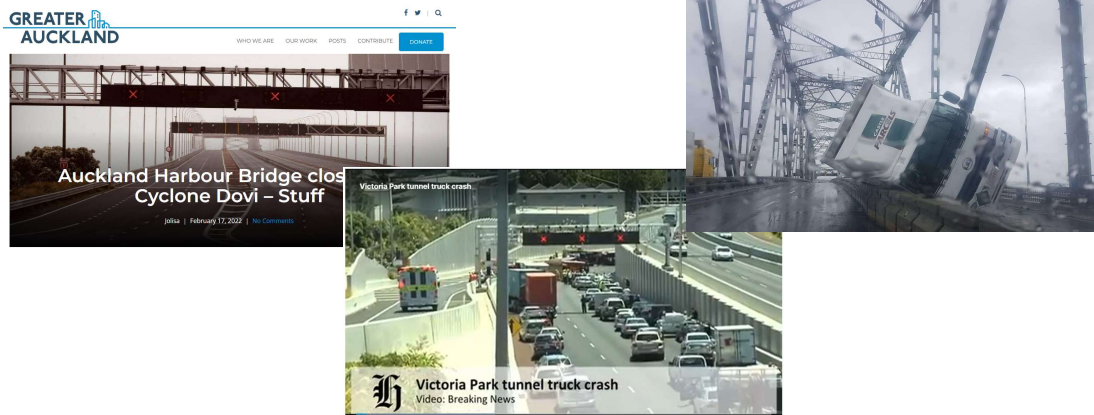 GREATER
AUCKLAND
WHO WE ARE
OUR WORK
POSTS
CONTRIBUTE
DONATE
Auckland Harbour Bridge clos
Cyclone Dovi – Stuff
Jolisa | February 17, 2022 | No Comments
Victoria Park tunnel truck crash
Victoria Park tunnel truck crash
Video: Breaking News
PARCELS